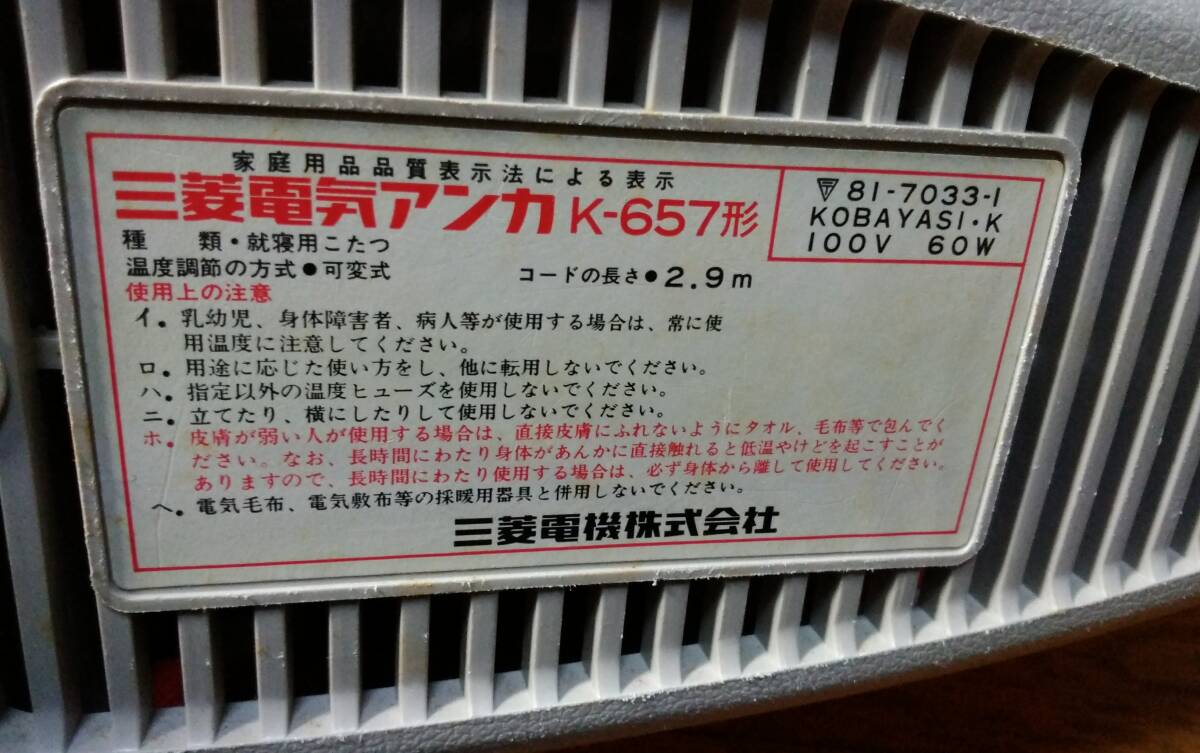 家庭用品品質表示法による表示
三菱電気アンカ K-657形
〒 81-7033-1
KOBAYASI・K
100V 60W
種 類・就寝用こたつ
温度調節の方式●可変式 コードの長さ●2.9m
使用上の注意
イ. 乳幼児、身体障害者、病人等が使用する場合は、常に使
用温度に注意してください。
ロ. 用途に応じた使い方をし、他に転用しないでください。
ハ. 指定以外の温度ヒューズを使用しないでください。
ニ. 立てたり、横にしたりして使用しないでください。
ホ. 皮膚が弱い人が使用する場合は、直接皮膚にふれないようにタオル、毛布等で包んでく
ださい。なお、長時間にわたり身体があんかに直接触れると低温やけどを起こすことが
ありますので、長時間にわたり使用する場合は、必ず身体から離して使用してください。
ヘ. 電気毛布、電気敷布等の採暖用器具と併用しないでください。
三菱電機株式会社